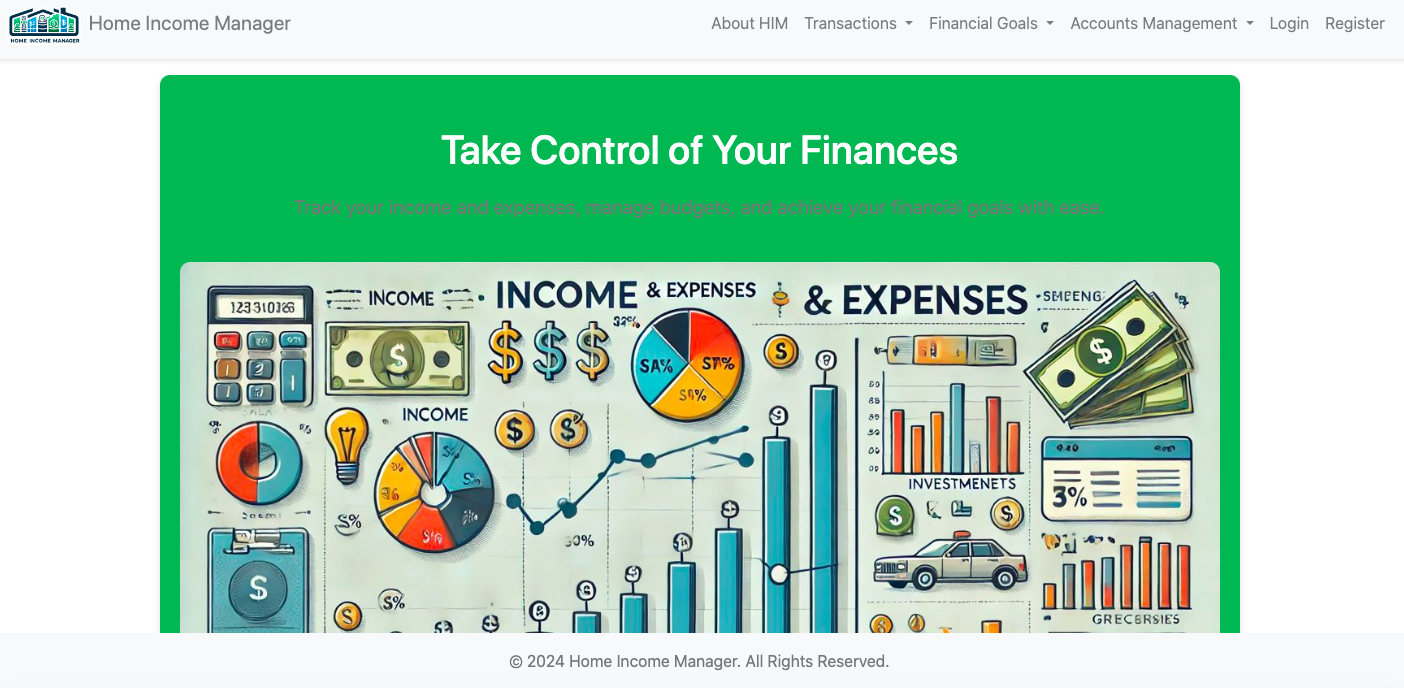 HOME INCOME MANAGER
Home Income Manager
About HIM
Transactions
Financial Goals
Accounts Management
Login
Register
Take Control of Your Finances
Track your income and expenses, manage budgets, and achieve your financial goals with ease.
INCOME
INCOME & EXPENSES
& EXPENSES
INCOME
INVESTMENETS
3%
GRECERSIES
© 2024 Home Income Manager. All Rights Reserved.